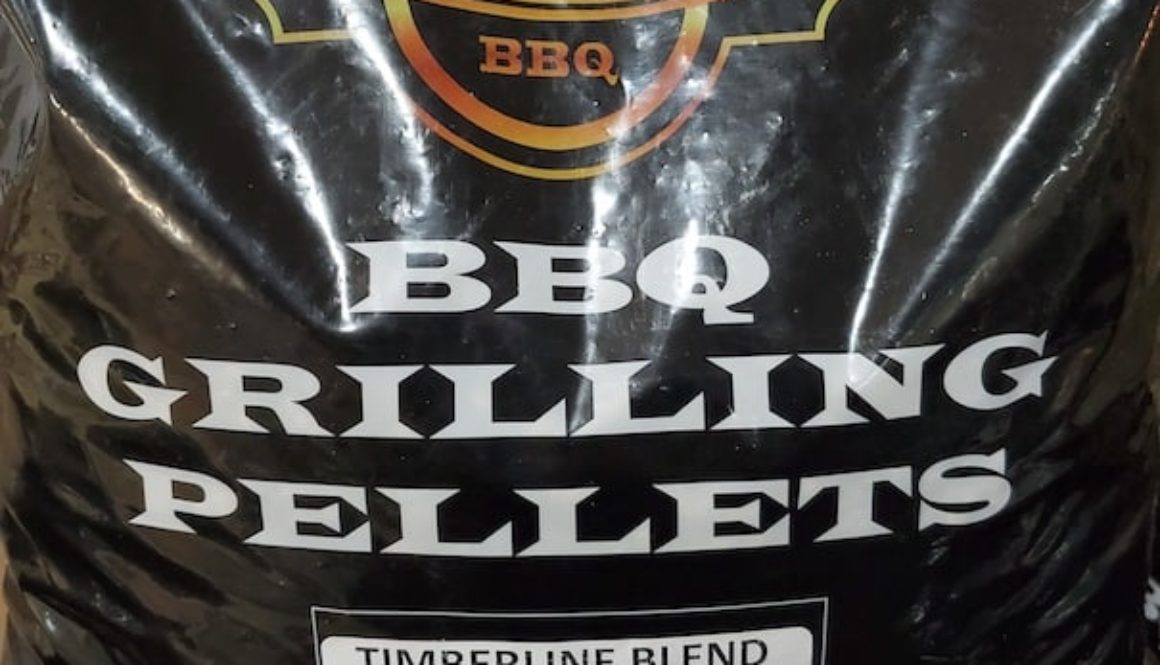 BBQ
BBQ
GRILLING
PELLETS
TIMBERLINE BLEND